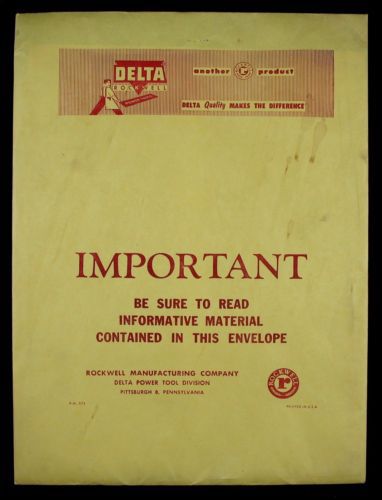 DELTA
ROCKWELL
another R product
DELTA Quality MAKES THE DIFFERENCE
IMPORTANT
BE SURE TO READ
INFORMATIVE MATERIAL
CONTAINED IN THIS ENVELOPE
ROCKWELL MANUFACTURING COMPANY
DELTA POWER TOOL DIVISION
PITTSBURGH 8, PENNSYLVANIA
ROCKWELL
r
PRINTED IN U.S.A.